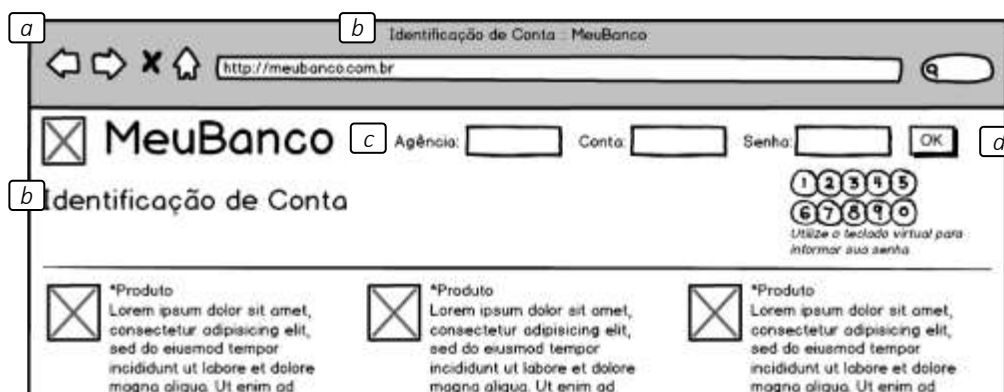 a
b
Identificação de Conta :: MeuBanco
http://meubanco.com.br
MeuBanco
c
Agência:
Conta:
Senha:
OK
d
b
Identificação de Conta
1 2 3 4 5
6 7 8 9 0
Utilize o teclado virtual para
informar sua senha.
*Produto
Lorem ipsum dolor sit amet,
consectetur adipisicing elit,
sed do eiusmod tempor
incididunt ut labore et dolore
magna aliqua. Ut enim ad
*Produto
Lorem ipsum dolor sit amet,
consectetur adipisicing elit,
sed do eiusmod tempor
incididunt ut labore et dolore
magna aliqua. Ut enim ad
*Produto
Lorem ipsum dolor sit amet,
consectetur adipisicing elit,
sed do eiusmod tempor
incididunt ut labore et dolore
magna aliqua. Ut enim ad